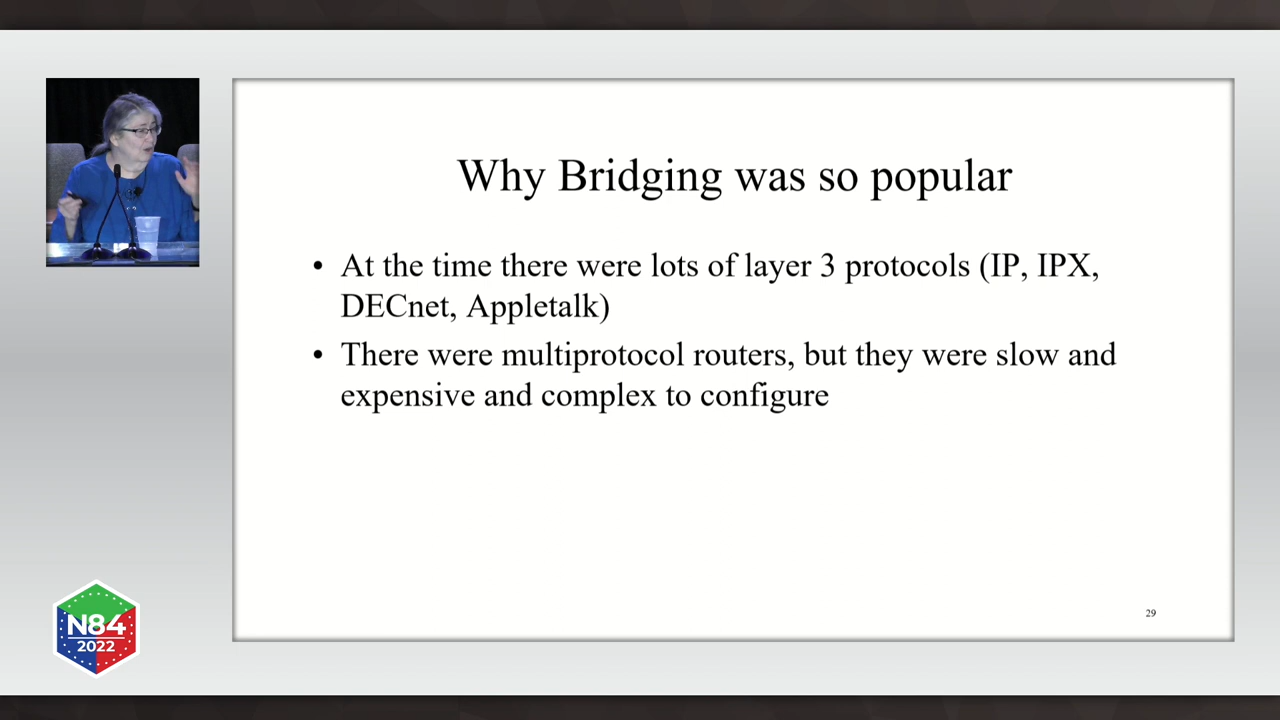 Why Bridging was so popular
• At the time there were lots of layer 3 protocols (IP, IPX,
DECnet, Appletalk)
• There were multiprotocol routers, but they were slow and
expensive and complex to configure
29
N84
2022